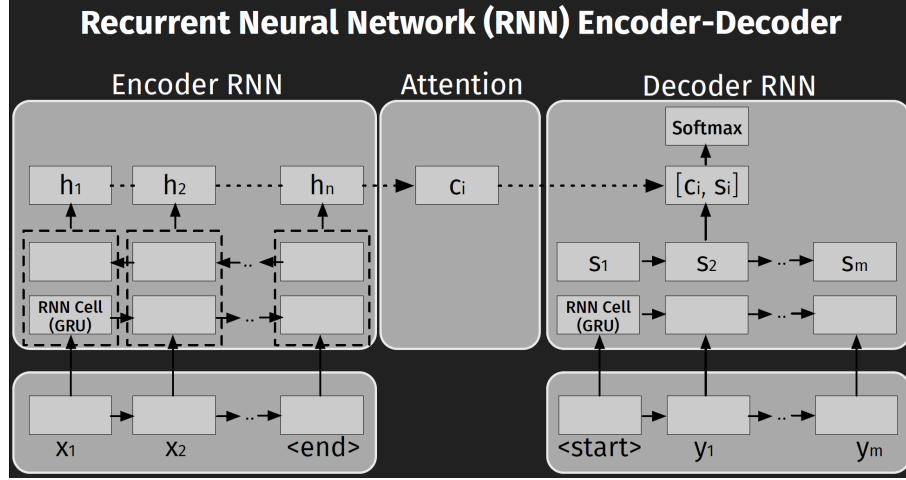 Recurrent Neural Network (RNN) Encoder-Decoder
Encoder RNN
Attention
Decoder RNN
Softmax
h1
h2
hn
ci
[ci, si]
..
s1
s2
..
sm
RNN Cell
(GRU)
..
RNN Cell
(GRU)
..
..
..
x1
x2
<end>
<start>
y1
ym